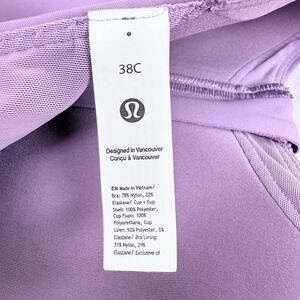 38C
Designed in Vancouver
Conçu à Vancouver
EN Made in Vietnam/
Bra: 78% Nylon, 22%
Elastane/ Cup + Cup
Shell: 100% Polyester,
Cup Foam: 100%
Polyurethane, Cup
Liner: 92% Polyester, 8%
Elastane/ Bra Lining:
71% Nylon, 29%
Elastane/ Exclusive of